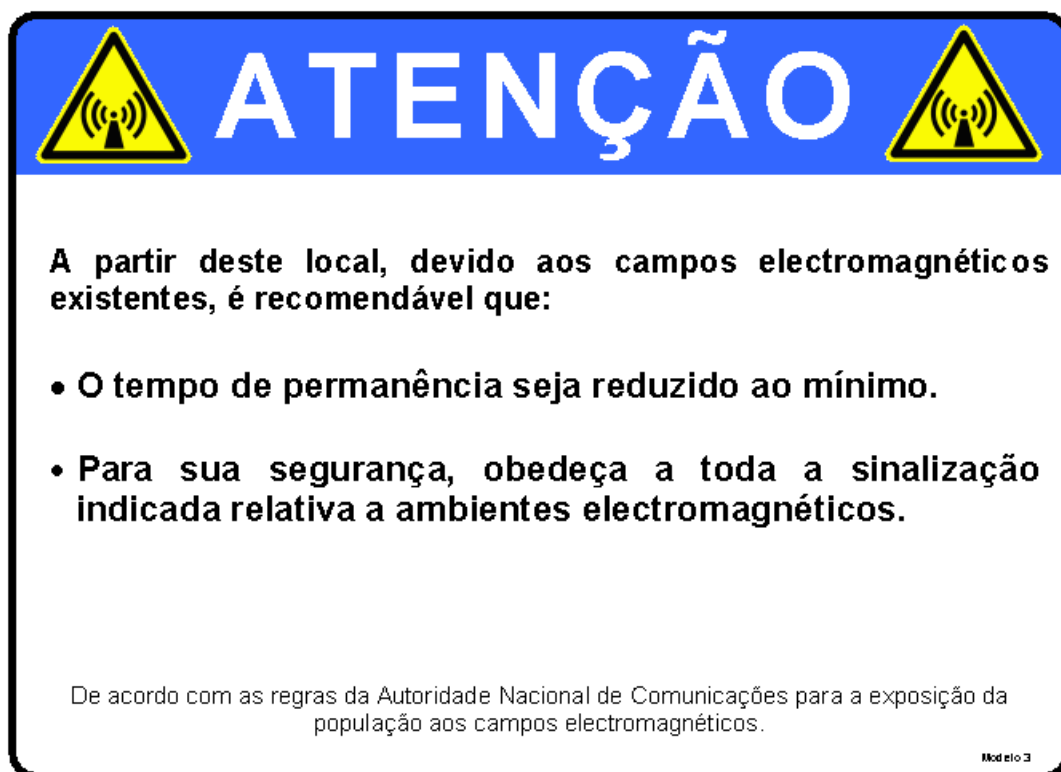 ATENÇÃO
A partir deste local, devido aos campos electromagnéticos
existentes, é recomendável que:
• O tempo de permanência seja reduzido ao mínimo.
• Para sua segurança, obedeça a toda a sinalização
indicada relativa a ambientes electromagnéticos.
De acordo com as regras da Autoridade Nacional de Comunicações para a exposição da
população aos campos electromagnéticos.
Modelo 3